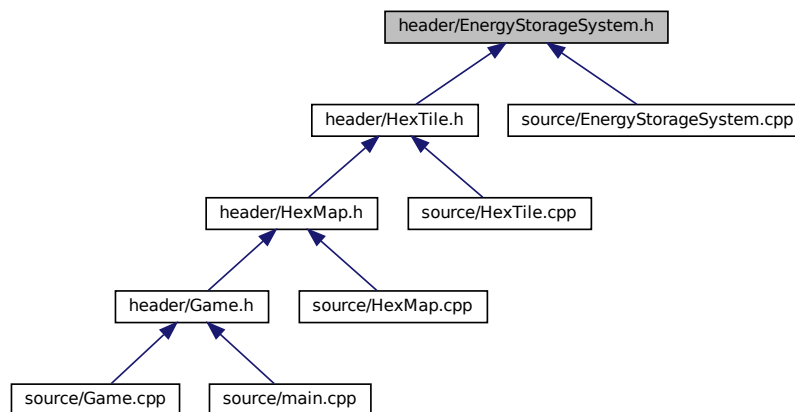 header/EnergyStorageSystem.h
header/HexTile.h
source/EnergyStorageSystem.cpp
header/HexMap.h
source/HexTile.cpp
header/Game.h
source/HexMap.cpp
source/Game.cpp
source/main.cpp